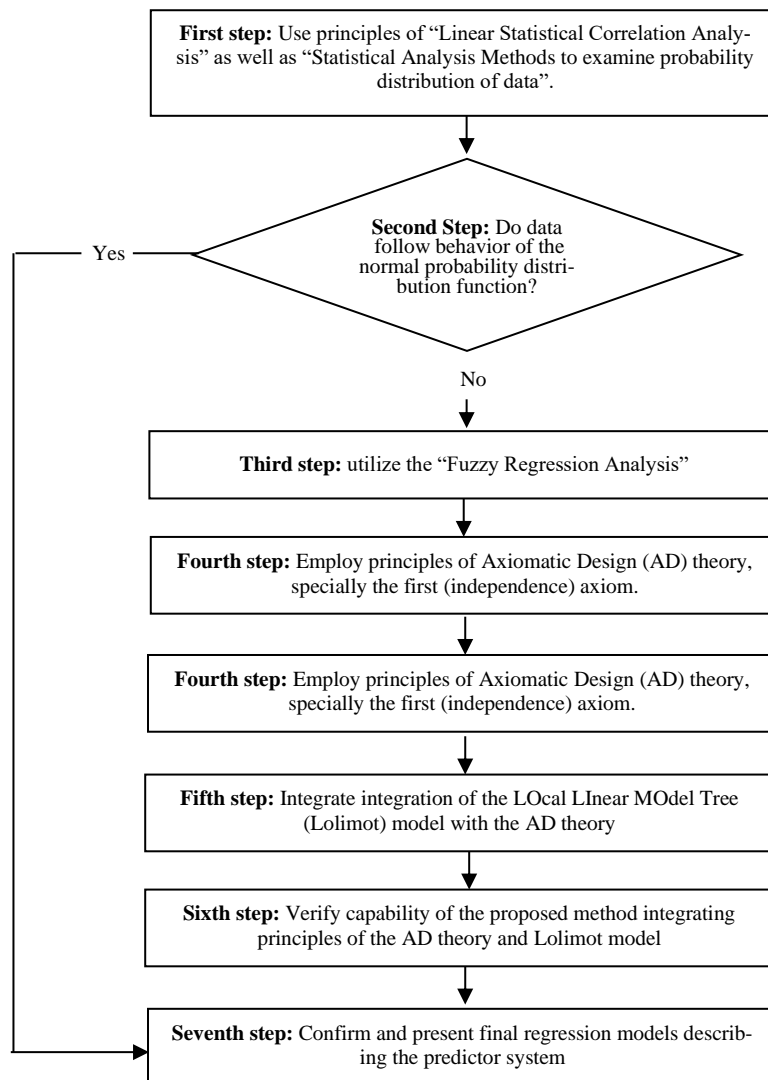 First step: Use principles of “Linear Statistical Correlation Analy-
sis” as well as “Statistical Analysis Methods to examine probability
distribution of data”.
Second Step: Do data
follow behavior of the
normal probability distri-
bution function?
Yes
No
Third step: utilize the “Fuzzy Regression Analysis”
Fourth step: Employ principles of Axiomatic Design (AD) theory,
specially the first (independence) axiom.
Fourth step: Employ principles of Axiomatic Design (AD) theory,
specially the first (independence) axiom.
Fifth step: Integrate integration of the LOcal LInear MOdel Tree
(Lolimot) model with the AD theory
Sixth step: Verify capability of the proposed method integrating
principles of the AD theory and Lolimot model
Seventh step: Confirm and present final regression models describ-
ing the predictor system